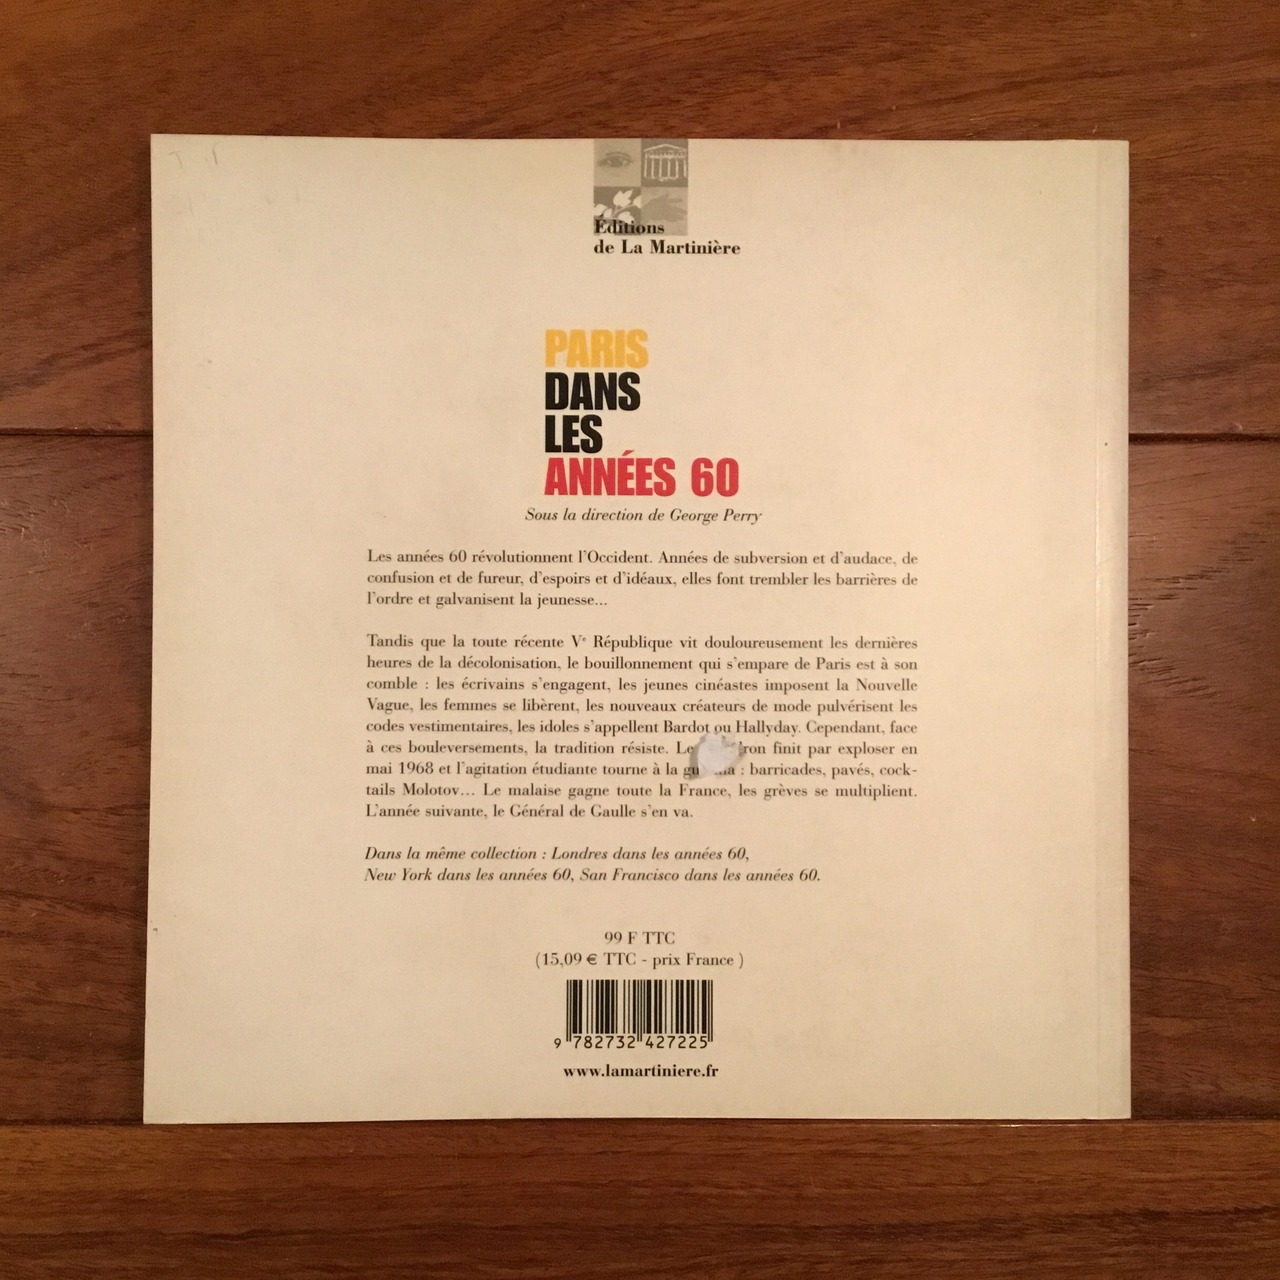 Éditions
de La Martinière
PARIS
DANS
LES
ANNÉES 60
Sous la direction de George Perry
Les années 60 révolutionnent l'Occident. Années de subversion et d'audace, de
confusion et de fureur, d'espoirs et d'idéaux, elles font trembler les barrières de
l'ordre et galvanisent la jeunesse...
Tandis que la toute récente Vᵉ République vit douloureusement les dernières
heures de la décolonisation, le bouillonnement qui s'empare de Paris est à son
comble : les écrivains s'engagent, les jeunes cinéastes imposent la Nouvelle
Vague, les femmes se libèrent, les nouveaux créateurs de mode pulvérisent les
codes vestimentaires, les idoles s'appellent Bardot ou Hallyday. Cependant, face
à ces bouleversements, la tradition résiste. Le finit par exploser en
mai 1968 et l'agitation étudiante tourne à la : barricades, pavés, cock-
tails Molotov... Le malaise gagne toute la France, les grèves se multiplient.
L'année suivante, le Général de Gaulle s'en va.
Dans la même collection : Londres dans les années 60,
New York dans les années 60, San Francisco dans les années 60.
99 F TTC
(15,09 € TTC - prix France )
9 782732 427225
www.lamartiniere.fr